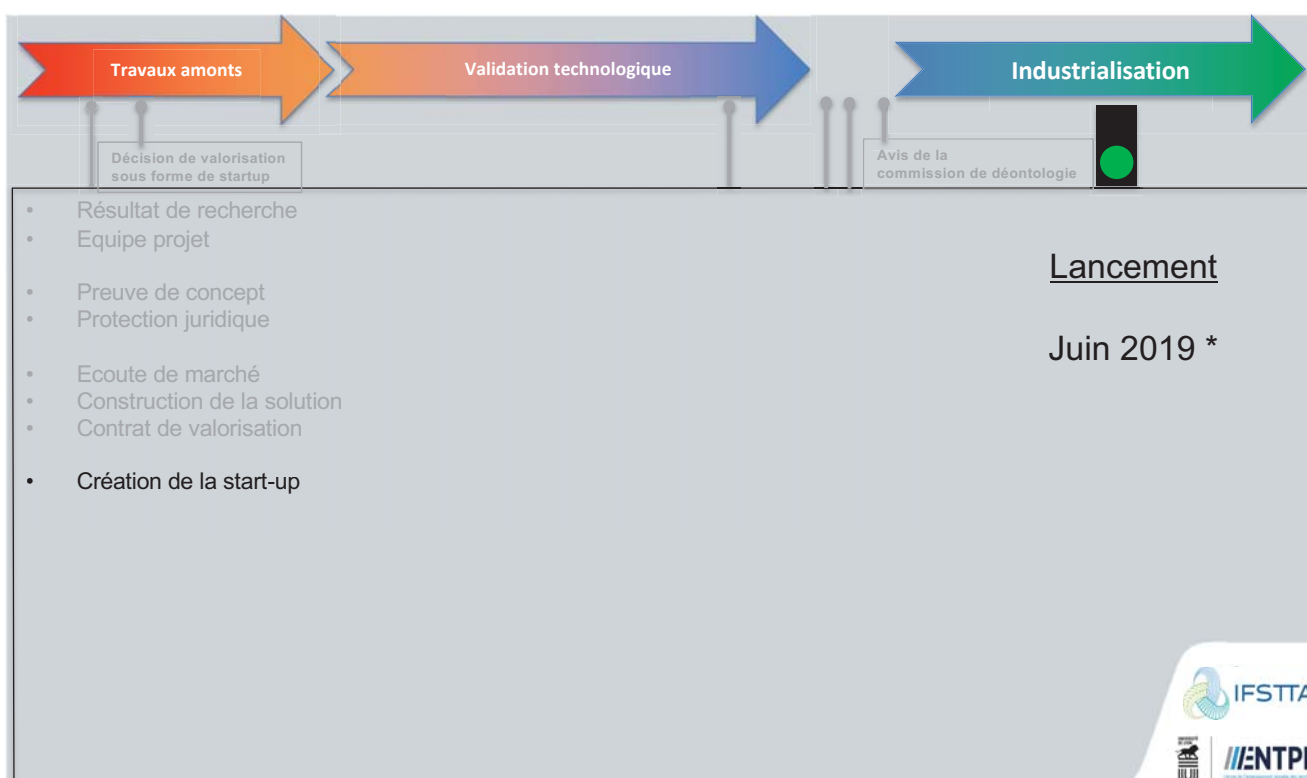 Travaux amonts
Validation technologique
Industrialisation
Décision de valorisation
sous forme de startup
Avis de la
commission de déontologie
• Résultat de recherche
• Equipe projet
• Preuve de concept
• Protection juridique
• Ecoute de marché
• Construction de la solution
• Contrat de valorisation
• Création de la start-up
Lancement
Juin 2019 *
IFSTTA
ENTP